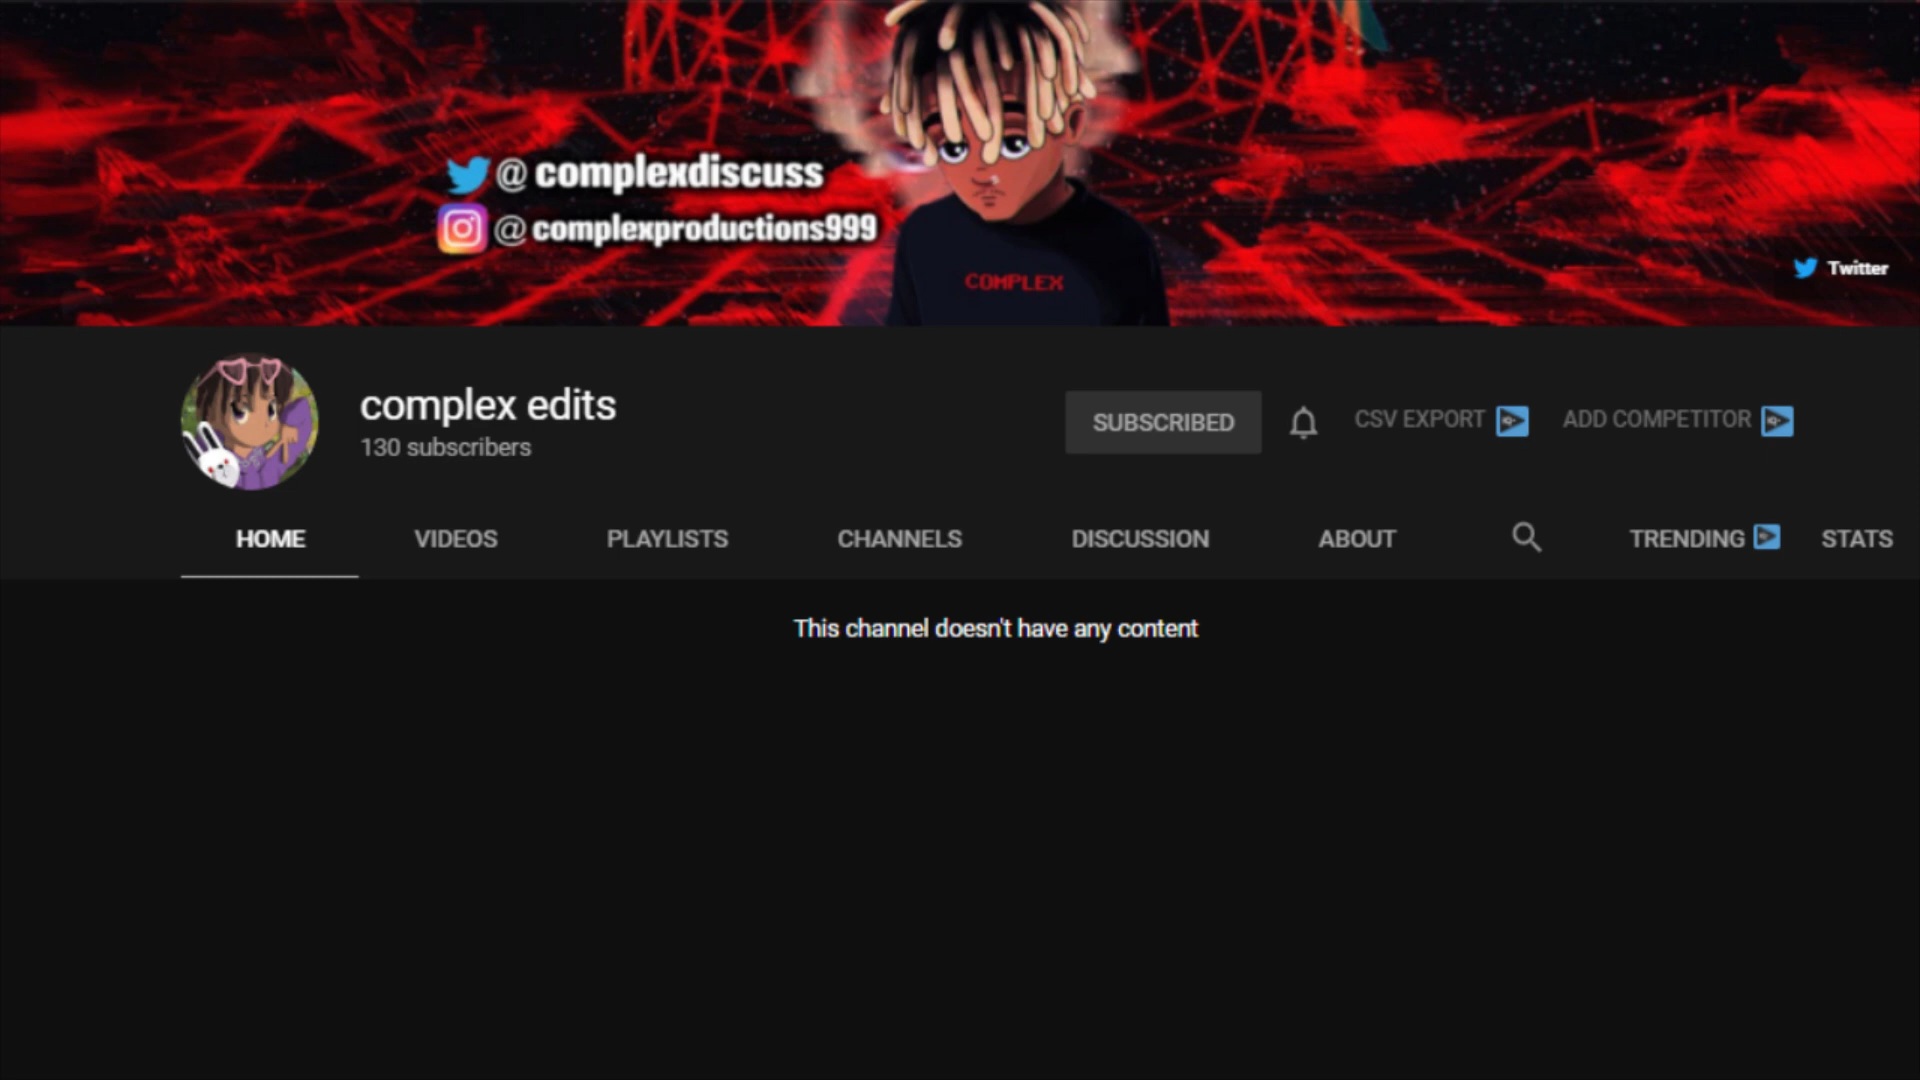 @ complexdiscuss
@ complexproductions999
COMPLEX
Twitter
complex edits
130 subscribers
SUBSCRIBED
CSV EXPORT
ADD COMPETITOR
HOME
VIDEOS
PLAYLISTS
CHANNELS
DISCUSSION
ABOUT
TRENDING
STATS
This channel doesn't have any content